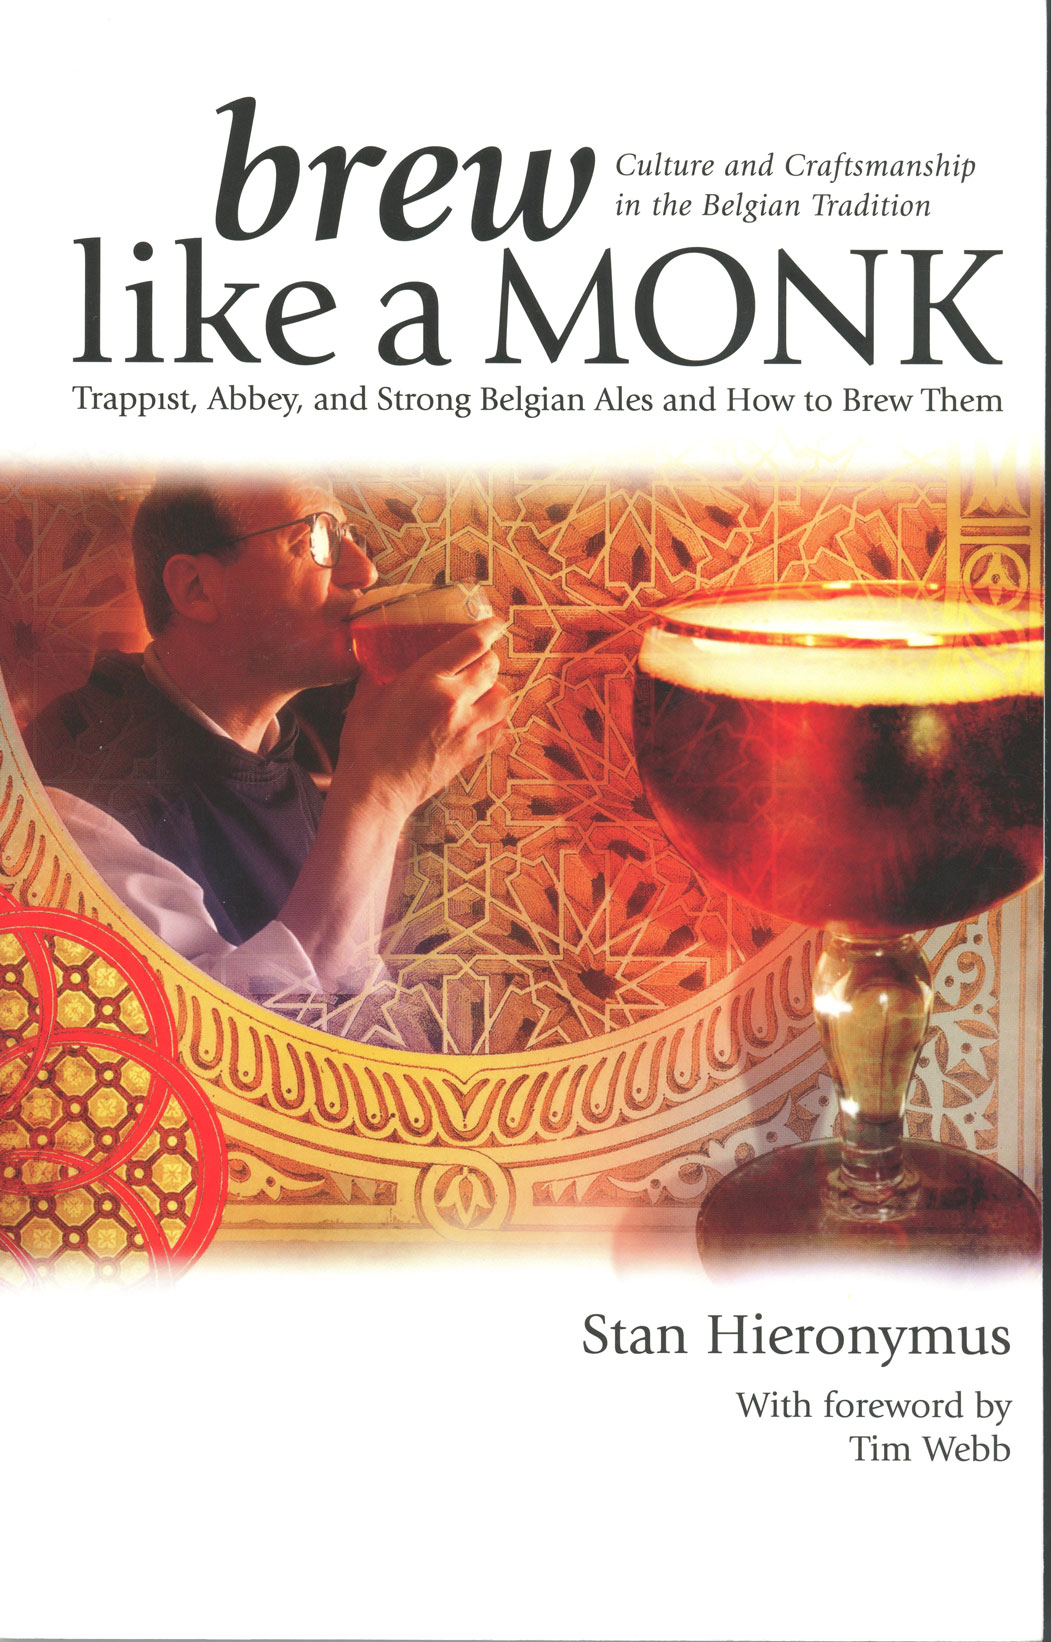 brew
Culture and Craftsmanship
in the Belgian Tradition
like a MONK
Trappist, Abbey, and Strong Belgian Ales and How to Brew Them
Stan Hieronymus
With foreword by
Tim Webb